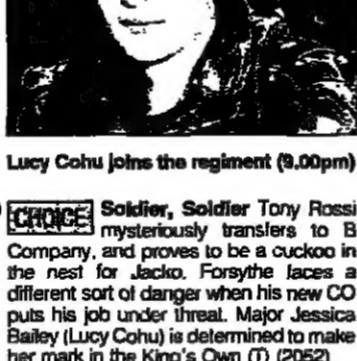 Lucy Cohu joins the regiment (9.00pm)
CHOICE Soldier, Soldier Tony Rossi
mysteriously transfers to B
Company, and proves to be a cuckoo in
the nest for Jacko. Forsythe faces a
different sort of danger when his new CO
puts his job under threat. Major Jessica
Bailey (Lucy Cohu) is determined to make
her mark in the King's Own (T) (2052)